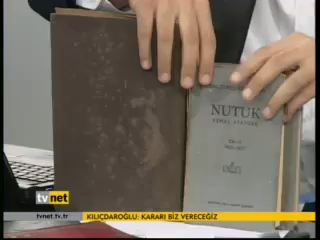 NUTUK
KEMAL ATATÜRK
tvnet
tvnet.tv.tr
KILIÇDAROĞLU: KARARI BİZ VERECEĞİZ